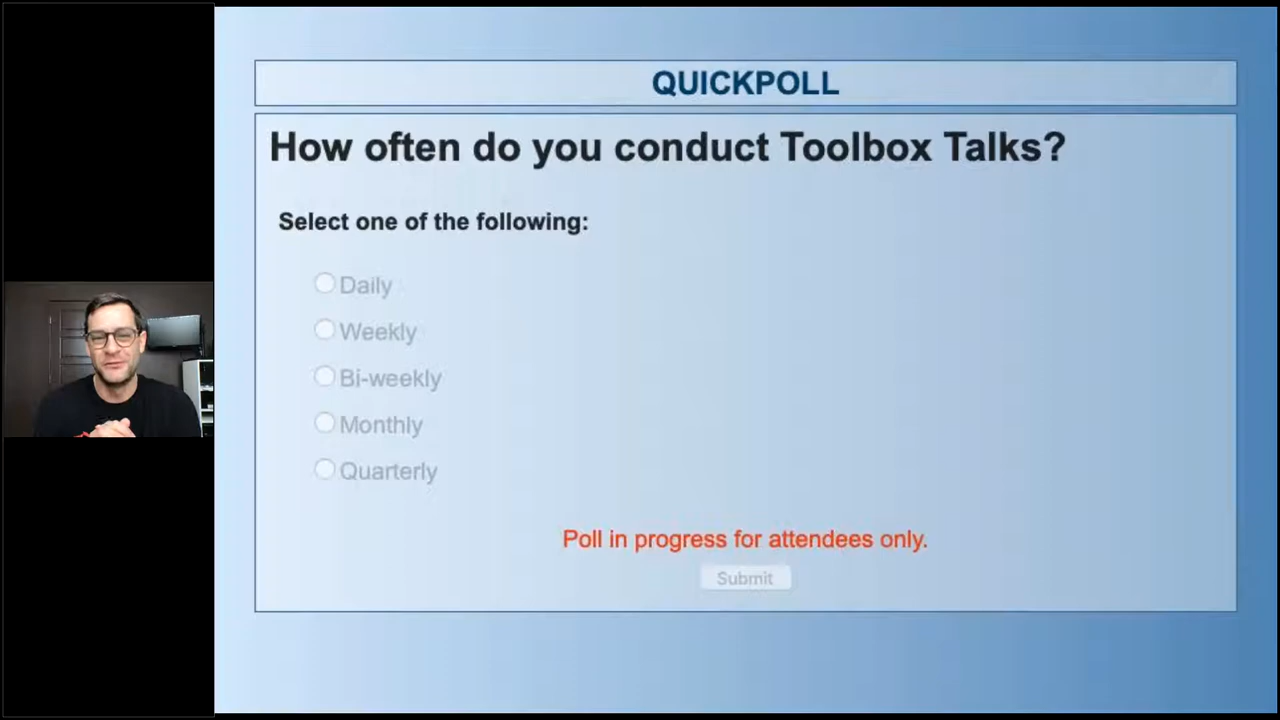 QUICKPOLL
How often do you conduct Toolbox Talks?
Select one of the following:
Daily
Weekly
Bi-weekly
Monthly
Quarterly
Poll in progress for attendees only.
Submit